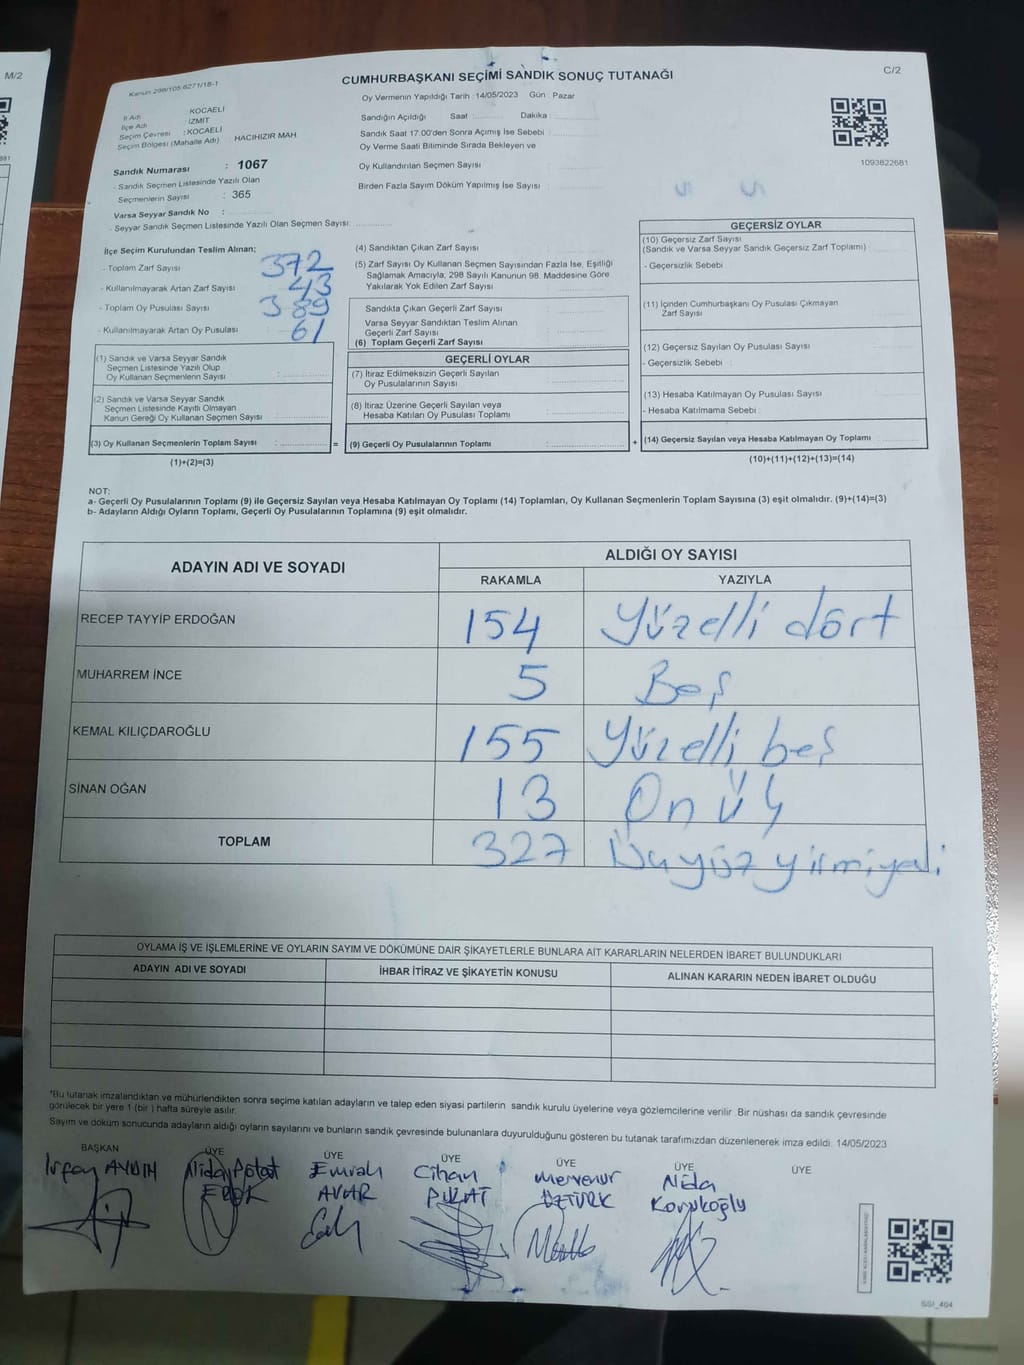 M/2
Kanun:298/105:6271/18-1
CUMHURBAŞKANI SEÇİMİ SANDIK SONUÇ TUTANAĞI
C/2
Oy Vermenin Yapıldığı Tarih : 14/05/2023 Gün : Pazar
İl Adı : KOCAELİ
İlçe Adı : İZMİT
Seçim Çevresi : KOCAELİ
Seçim Bölgesi (Mahalle Adı) : HACIHIZIR MAH.
Sandığın Açıldığı Saat : Dakika :
Sandık Saat 17:00'den Sonra Açımış İse Sebebi :
Oy Verme Saati Bitiminde Sırada Bekleyen ve
Oy Kullandırılan Seçmen Sayısı :
Birden Fazla Sayım Döküm Yapılmış İse Sayısı :
1093822681
Sandık Numarası : 1067
- Sandık Seçmen Listesinde Yazılı Olan
Seçmenlerin Sayısı : 365
Varsa Seyyar Sandık No :
- Seyyar Sandık Seçmen Listesinde Yazılı Olan Seçmen Sayısı:
İlçe Seçim Kurulundan Teslim Alınan;
- Toplam Zarf Sayısı 372
- Kullanılmayarak Artan Zarf Sayısı 43
- Toplam Oy Pusulası Sayısı 389
- Kullanılmayarak Artan Oy Pusulası 61
(1) Sandık ve Varsa Seyyar Sandık
Seçmen Listesinde Yazılı Olup
Oy Kullanan Seçmenlerin Sayısı :
(2) Sandık ve Varsa Seyyar Sandık
Seçmen Listesinde Kayıtlı Olmayan
Kanun Gereği Oy Kullanan Seçmen Sayısı :
(3) Oy Kullanan Seçmenlerin Toplam Sayısı : =
(1)+(2)=(3)
(4) Sandıktan Çıkan Zarf Sayısı :
(5) Zarf Sayısı Oy Kullanan Seçmen Sayısından Fazla İse, Eşitliği
Sağlamak Amacıyla, 298 Sayılı Kanunun 98. Maddesine Göre
Yakılarak Yok Edilen Zarf Sayısı :
Sandıkta Çıkan Geçerli Zarf Sayısı :
Varsa Seyyar Sandıktan Teslim Alınan
Geçerli Zarf Sayısı :
(6) Toplam Geçerli Zarf Sayısı :
GEÇERLİ OYLAR
(7) İtiraz Edilmeksizin Geçerli Sayılan
Oy Pusulalarının Sayısı :
(8) İtiraz Üzerine Geçerli Sayılan veya
Hesaba Katılan Oy Pusulası Toplamı :
(9) Geçerli Oy Pusulalarının Toplamı : +
GEÇERSİZ OYLAR
(10) Geçersiz Zarf Sayısı
(Sandık ve Varsa Seyyar Sandık Geçersiz Zarf Toplamı) :
- Geçersizlik Sebebi :
(11) İçinden Cumhurbaşkanı Oy Pusulası Çıkmayan
Zarf Sayısı :
(12) Geçersiz Sayılan Oy Pusulası Sayısı :
- Geçersizlik Sebebi :
(13) Hesaba Katılmayan Oy Pusulası Sayısı :
- Hesaba Katılmama Sebebi :
(14) Geçersiz Sayılan veya Hesaba Katılmayan Oy Toplamı :
(10)+(11)+(12)+(13)=(14)
NOT:
a- Geçerli Oy Pusulalarının Toplamı (9) ile Geçersiz Sayılan veya Hesaba Katılmayan Oy Toplamı (14) Toplamları, Oy Kullanan Seçmenlerin Toplam Sayısına (3) eşit olmalıdır. (9)+(14)=(3)
b- Adayların Aldığı Oyların Toplamı, Geçerli Oy Pusulalarının Toplamına (9) eşit olmalıdır.
ADAYIN ADI VE SOYADI
ALDIĞI OY SAYISI
RAKAMLA YAZIYLA
RECEP TAYYİP ERDOĞAN 154 Yüzelli dört
MUHARREM İNCE 5 Beş
KEMAL KILIÇDAROĞLU 155 Yüzelli beş
SİNAN OĞAN 13 On üç
TOPLAM 327 Üçyüz yirmiyedi
OYLAMA İŞ VE İŞLEMLERİNE VE OYLARIN SAYIM VE DÖKÜMÜNE DAİR ŞİKAYETLERLE BUNLARA AİT KARARLARIN NELERDEN İBARET BULUNDUKLARI
ADAYIN ADI VE SOYADI İHBAR İTİRAZ VE ŞİKAYETİN KONUSU ALINAN KARARIN NEDEN İBARET OLDUĞU
"Bu tutanak imzalandıktan ve mühürlendikten sonra seçime katılan adayların ve talep eden siyasi partilerin sandık kurulu üyelerine veya gözlemcilerine verilir. Bir nüshası da sandık çevresinde
görülecek bir yere 1 (bir) hafta süreyle asılır.
Sayım ve döküm sonucunda adayların aldığı oyların sayılarını ve bunların sandık çevresinde bulunanlara duyurulduğunu gösteren bu tutanak tarafımızdan düzenlenerek imza edildi. 14/05/2023
BAŞKAN ÜYE ÜYE ÜYE ÜYE ÜYE ÜYE
İrfan AYDIN
Emrah AVAR
Cihan POLAT
Mervenur ÖZTÜRK
Nida Korukoğlu
SSI_404